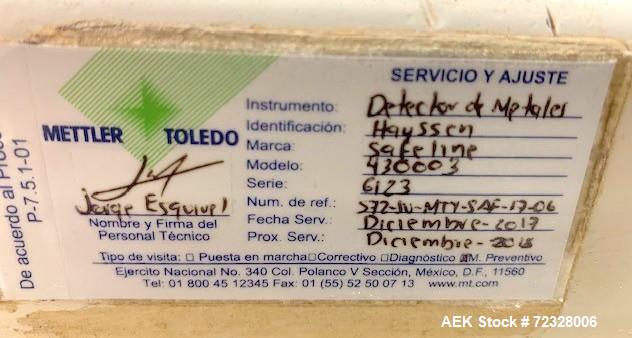 De acuerdo al Proce
P-7.5.1-01
METTLER TOLEDO
Jorge Esquivel
Nombre y Firma del
Personal Técnico
SERVICIO Y AJUSTE
Instrumento: Detector de Metales
Identificación: Hayssen
Marca: Safeline
Modelo: 430003
Serie: 6123
Num. de ref.: S72-IN-MTY-SAF-17-06
Fecha Serv.: Diciembre-2017
Prox. Serv.: Diciembre-2018
Tipo de visita: □ Puesta en marcha □Correctivo □Diagnóstico ☒M. Preventivo
Ejercito Nacional No. 340 Col. Polanco V Sección, México, D.F., 11560
Tel: 01 800 45 12345 Fax: 01 (55) 52 50 07 13 www.mt.com
AEK Stock # 72328006